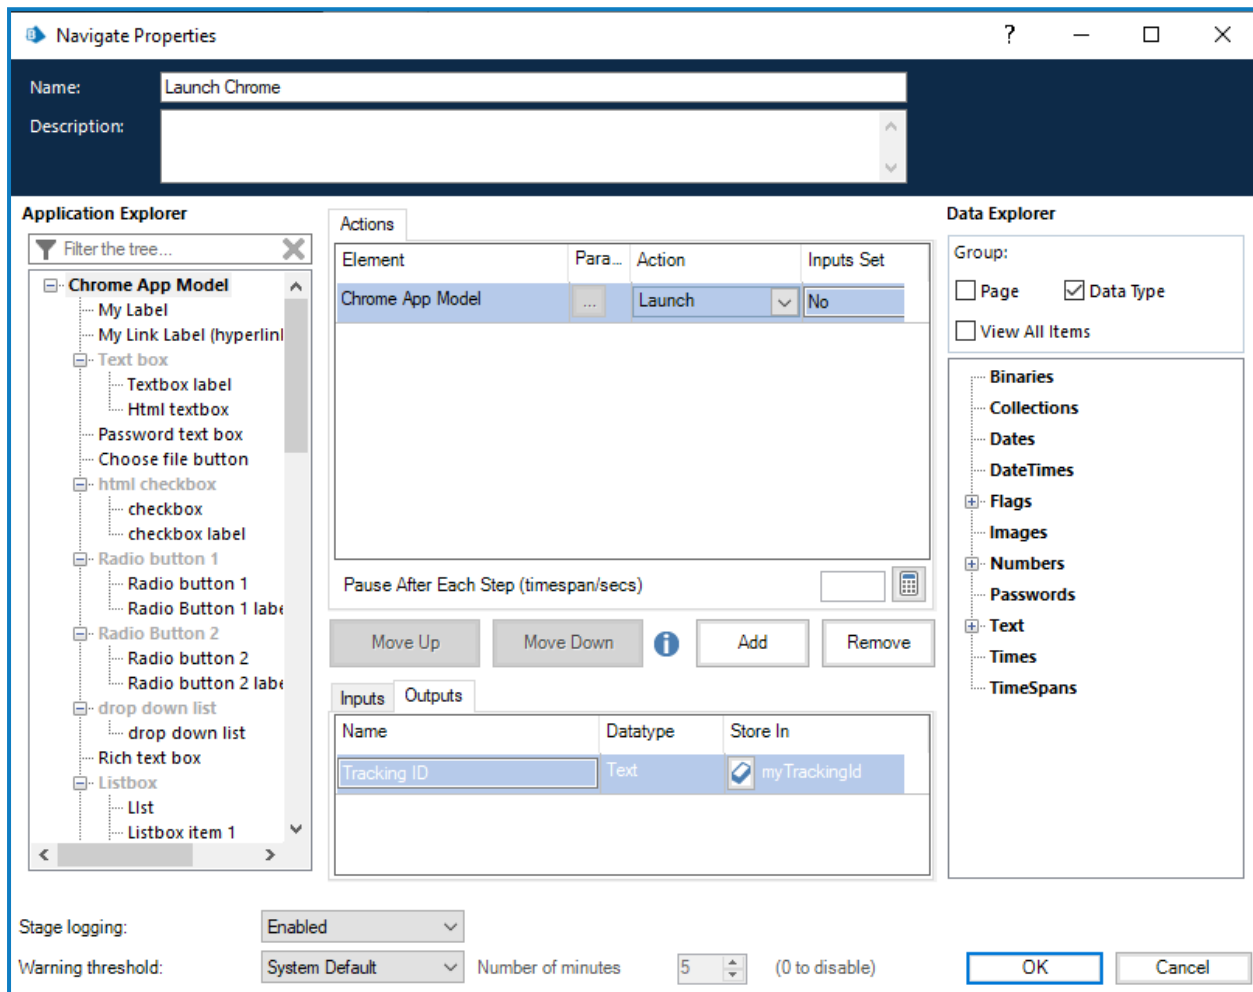 Navigate Properties
?
Name:
Launch Chrome
Description:
Application Explorer
Filter the tree...
Chrome App Model
My Label
My Link Label (hyperlinl
Text box
Textbox label
Html textbox
Password text box
Choose file button
html checkbox
checkbox
checkbox label
Radio button 1
Radio button 1
Radio Button 1 labe
Radio Button 2
Radio button 2
Radio button 2 labe
drop down list
drop down list
Rich text box
Listbox
LIst
Listbox item 1
Actions
Element Para... Action Inputs Set
Chrome App Model ... Launch No
Pause After Each Step (timespan/secs)
Move Up Move Down i Add Remove
Inputs Outputs
Name Datatype Store In
Tracking ID Text myTrackingId
Data Explorer
Group:
Page Data Type
View All Items
Binaries
Collections
Dates
DateTimes
Flags
Images
Numbers
Passwords
Text
Times
TimeSpans
Stage logging: Enabled
Warning threshold: System Default Number of minutes 5 (0 to disable)
OK Cancel